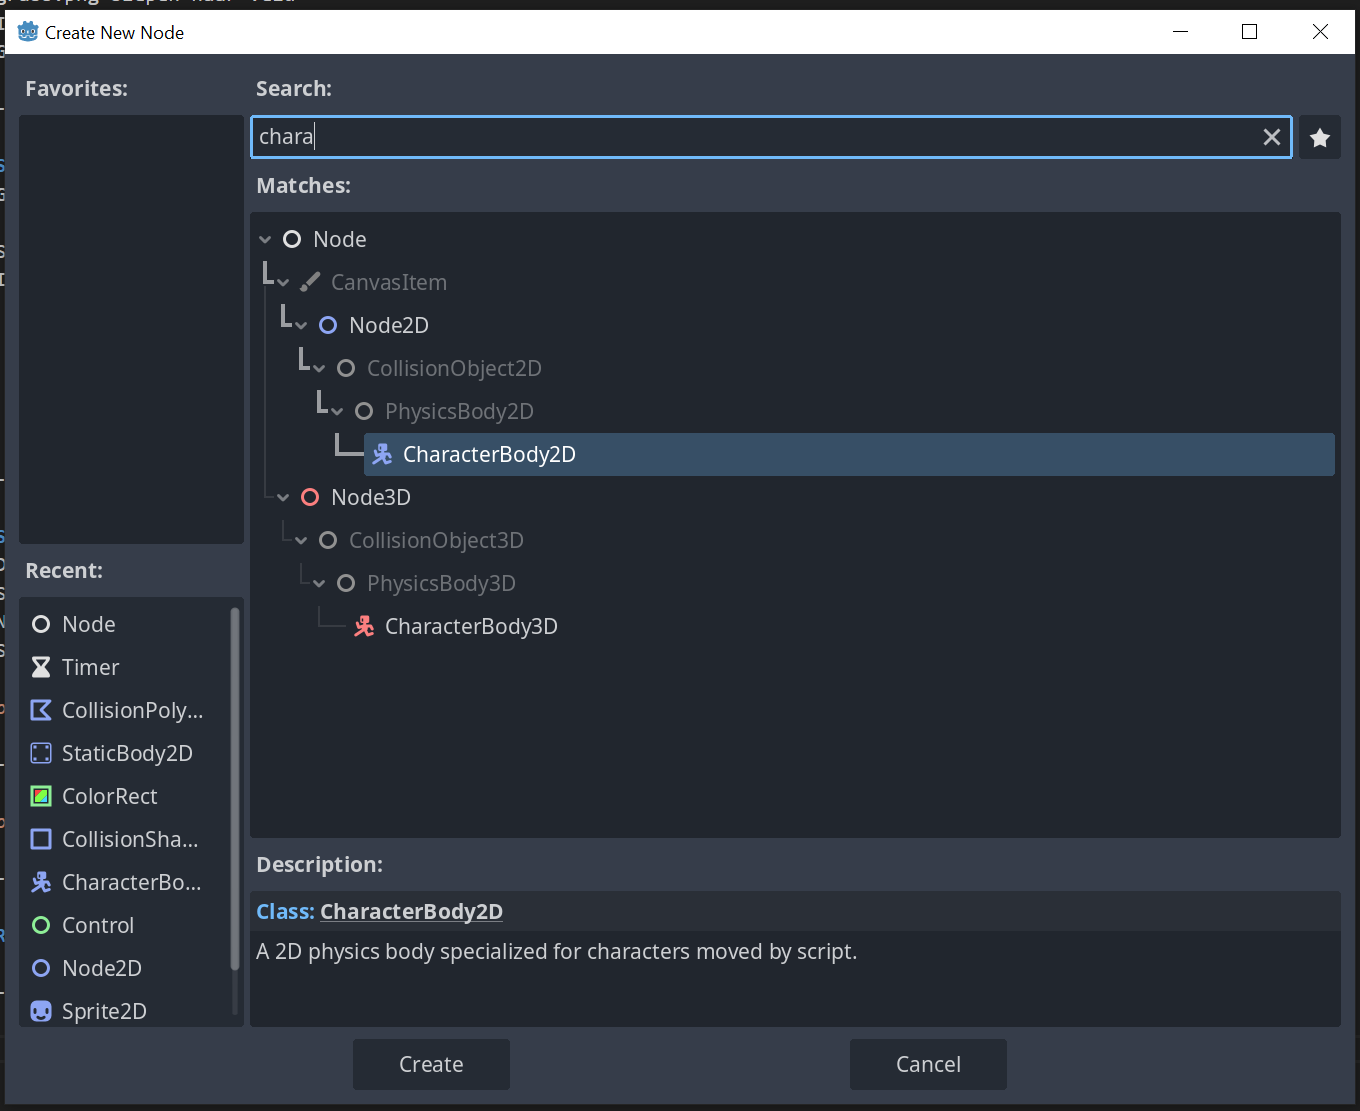 Create New Node
Favorites:
Search:
chara
Matches:
Node
CanvasItem
Node2D
CollisionObject2D
PhysicsBody2D
CharacterBody2D
Node3D
CollisionObject3D
PhysicsBody3D
CharacterBody3D
Recent:
Node
Timer
CollisionPoly...
StaticBody2D
ColorRect
CollisionSha...
CharacterBo...
Control
Node2D
Sprite2D
Description:
Class: CharacterBody2D
A 2D physics body specialized for characters moved by script.
Create
Cancel